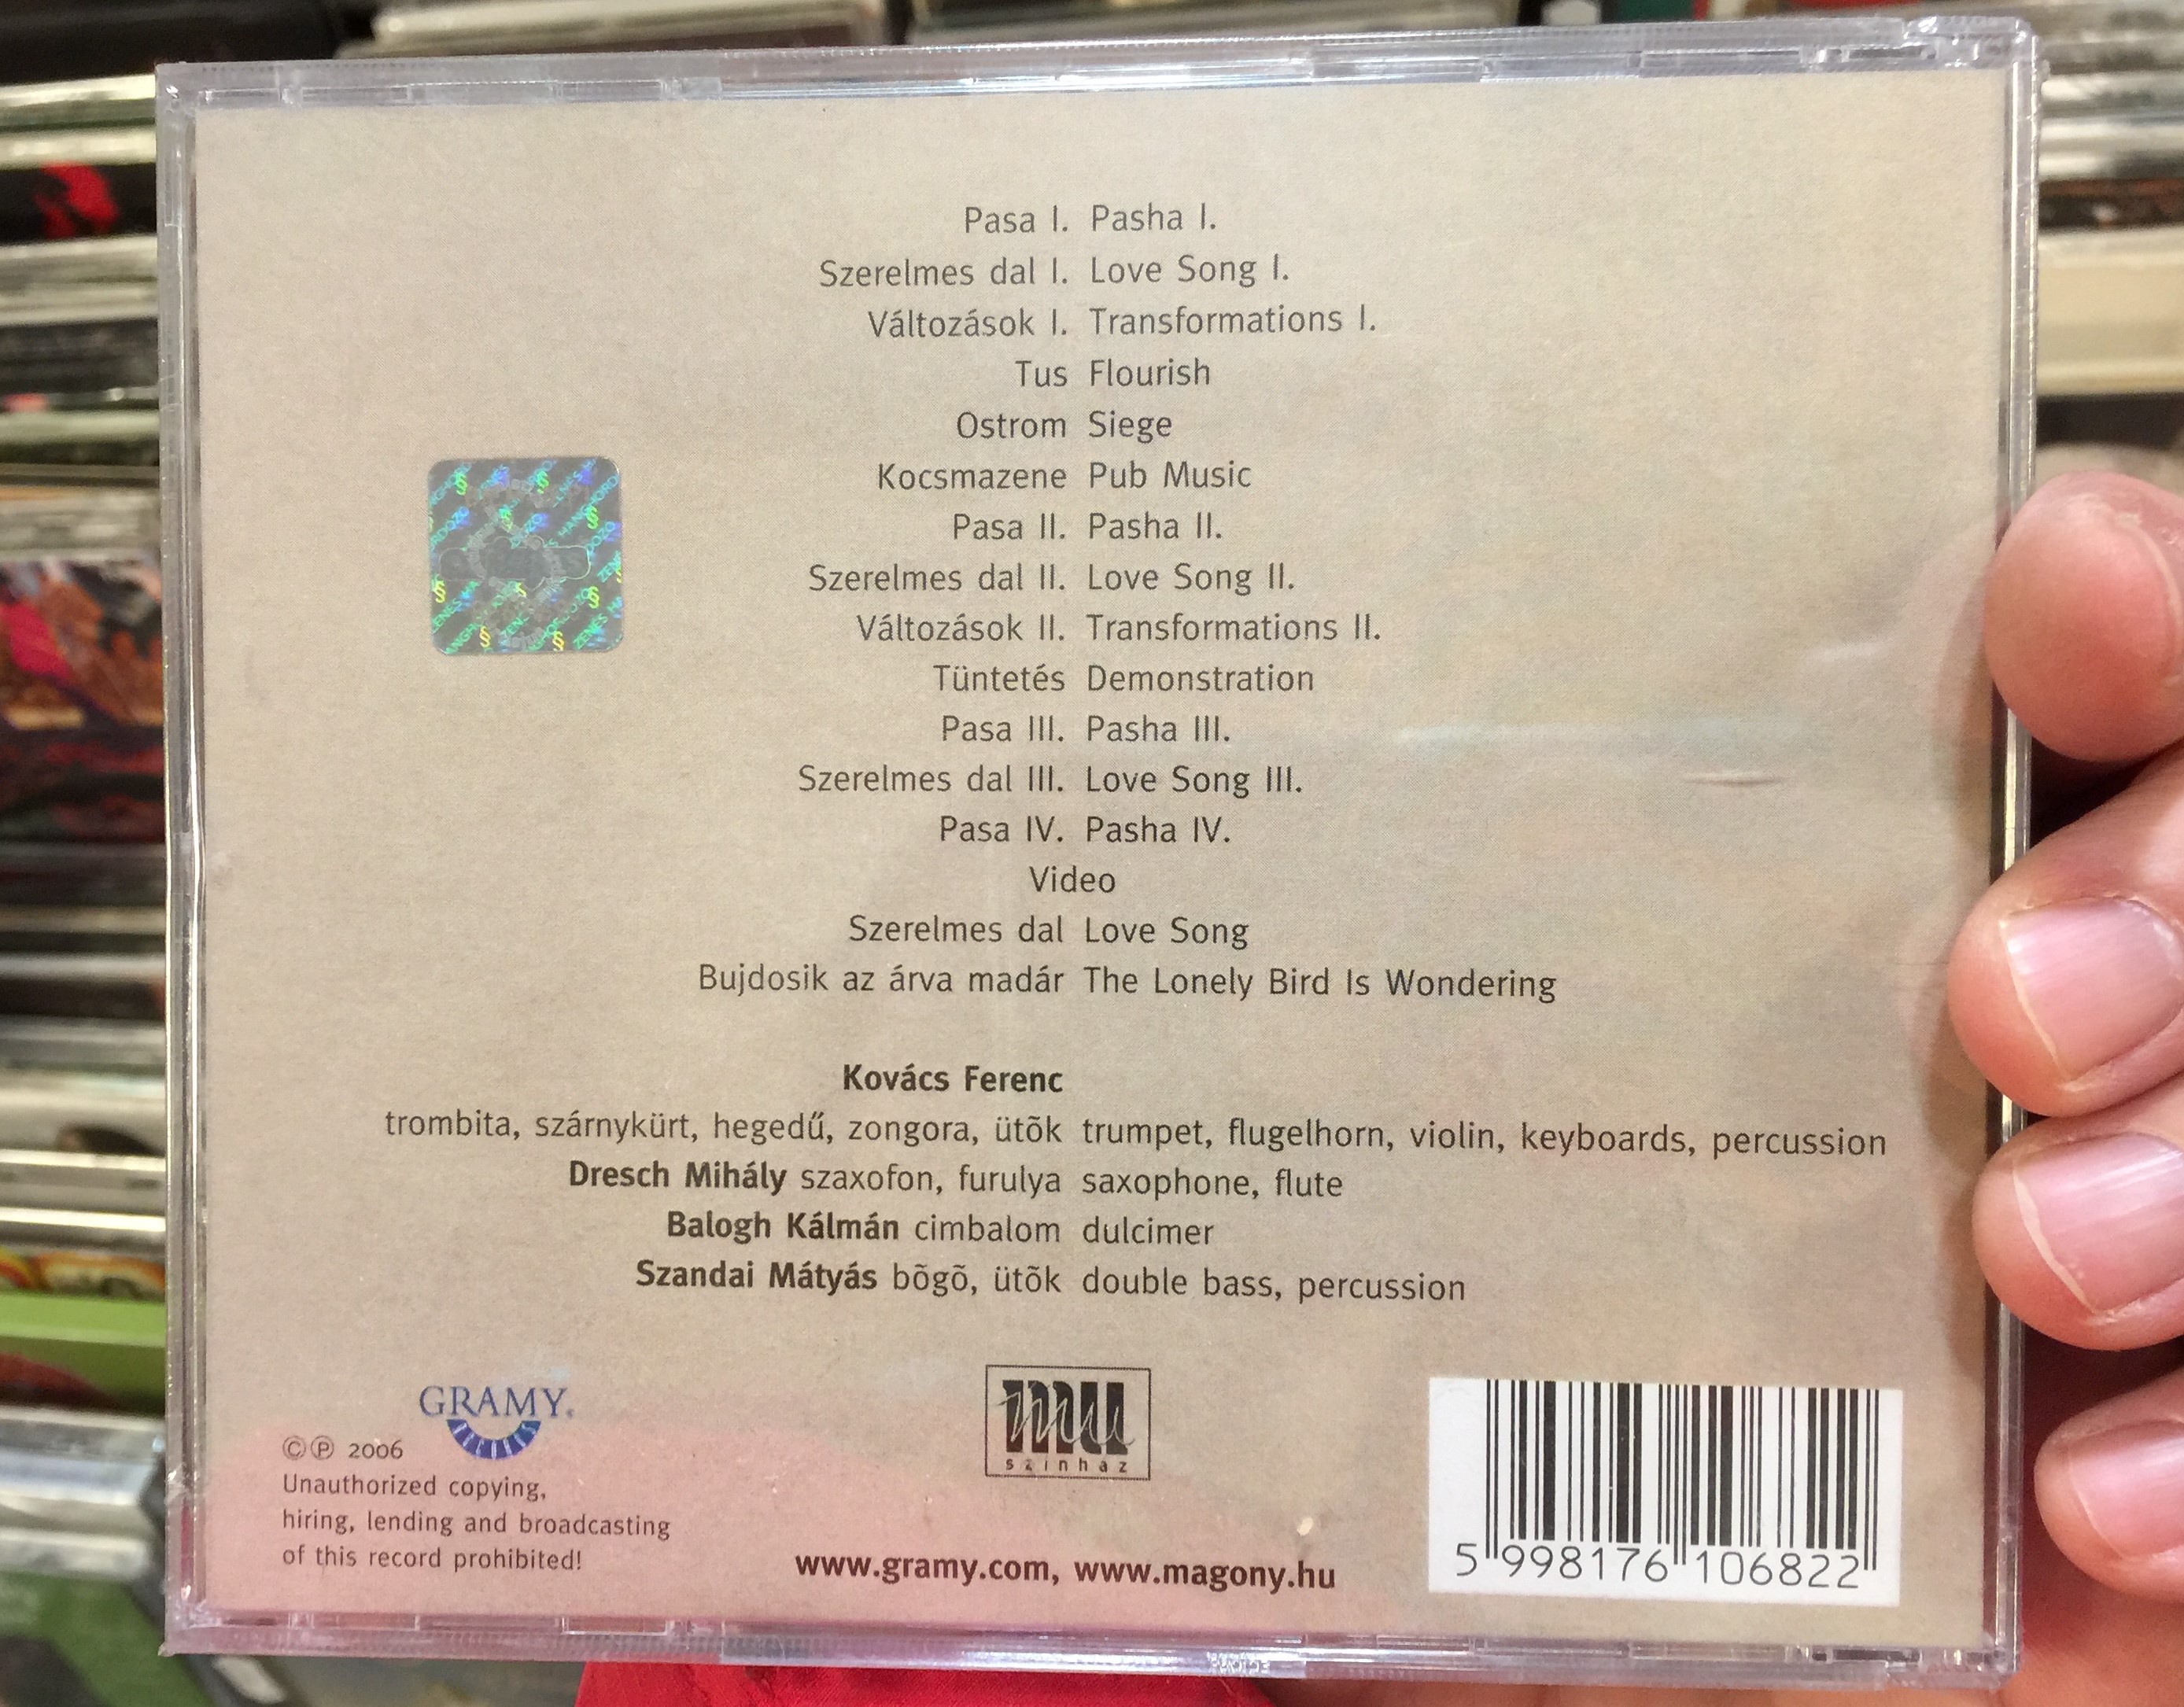 Pasa I. Pasha I.
Szerelmes dal I. Love Song I.
Változások I. Transformations I.
Tus Flourish
Ostrom Siege
Kocsmazene Pub Music
Pasa II. Pasha II.
Szerelmes dal II. Love Song II.
Változások II. Transformations II.
Tüntetés Demonstration
Pasa III. Pasha III.
Szerelmes dal III. Love Song III.
Pasa IV. Pasha IV.
Video
Szerelmes dal Love Song
Bujdosik az árva madár The Lonely Bird Is Wondering
Kovács Ferenc
trombita, szárnykürt, hegedű, zongora, ütõk trumpet, flugelhorn, violin, keyboards, percussion
Dresch Mihály szaxofon, furulya saxophone, flute
Balogh Kálmán cimbalom dulcimer
Szandai Mátyás bõgõ, ütõk double bass, percussion
GRAMY
©℗ 2006
Unauthorized copying,
hiring, lending and broadcasting
of this record prohibited!
mu
színház
www.gramy.com, www.magony.hu
5 998176 106822